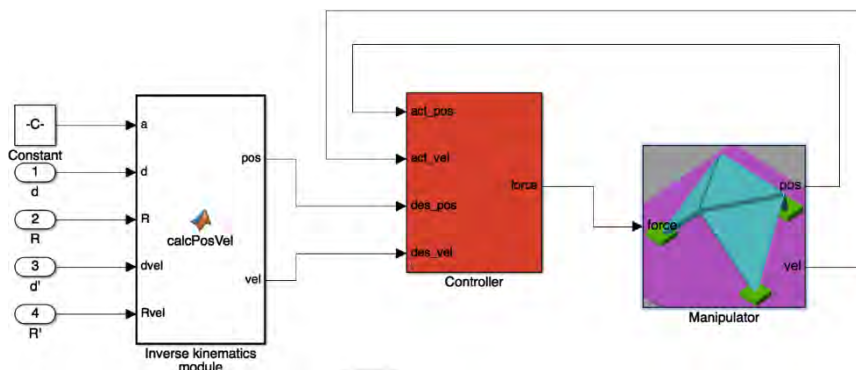 -C-
Constant
1
d
2
R
3
d'
4
R'
a
d
R
dvel
Rvel
calcPosVel
pos
vel
Inverse kinematics
module
act_pos
act_vel
des_pos
des_vel
force
Controller
force
pos
vel
Manipulator